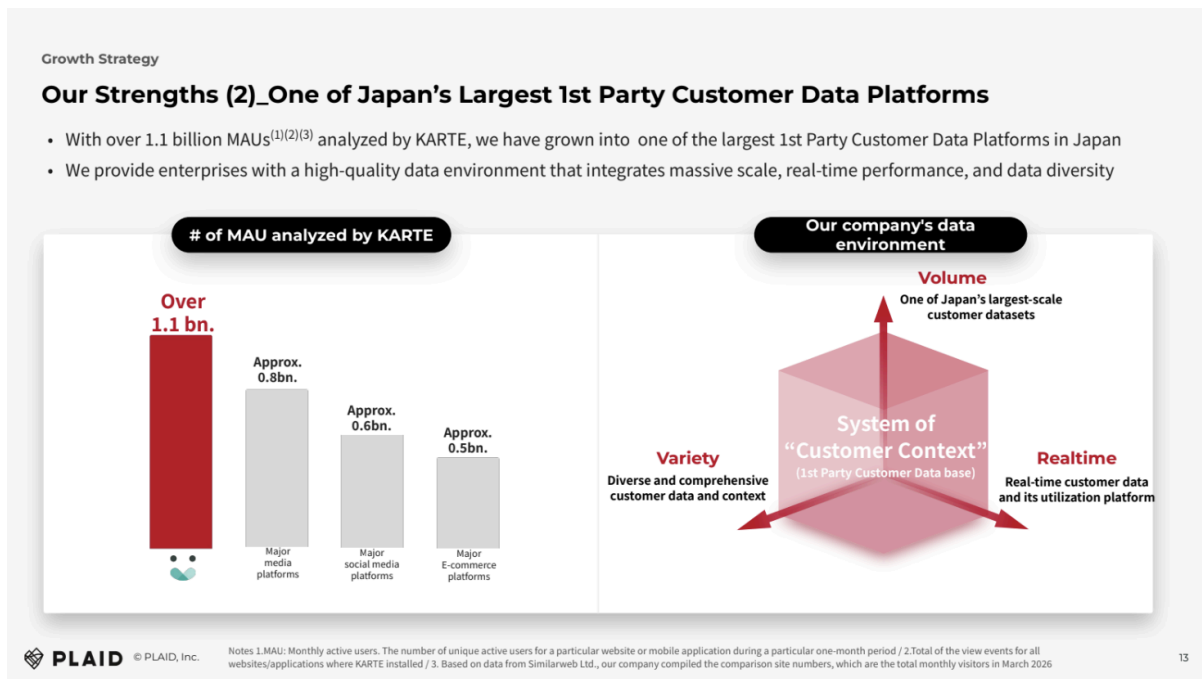 Growth Strategy
Our Strengths (2)_One of Japan’s Largest 1st Party Customer Data Platforms
• With over 1.1 billion MAUs(1)(2)(3) analyzed by KARTE, we have grown into one of the largest 1st Party Customer Data Platforms in Japan
• We provide enterprises with a high-quality data environment that integrates massive scale, real-time performance, and data diversity
# of MAU analyzed by KARTE
Over
1.1 bn.
Approx.
0.8bn.
Approx.
0.6bn.
Approx.
0.5bn.
Major
media
platforms
Major
social media
platforms
Major
E-commerce
platforms
Our company's data
environment
Volume
One of Japan’s largest-scale
customer datasets
System of
“Customer Context”
(1st Party Customer Data base)
Variety
Diverse and comprehensive
customer data and context
Realtime
Real-time customer data
and its utilization platform
PLAID © PLAID, Inc.
Notes 1.MAU: Monthly active users. The number of unique active users for a particular website or mobile application during a particular one-month period / 2.Total of the view events for all
websites/applications where KARTE installed / 3. Based on data from Similarweb Ltd., our company compiled the comparison site numbers, which are the total monthly visitors in March 2026
13